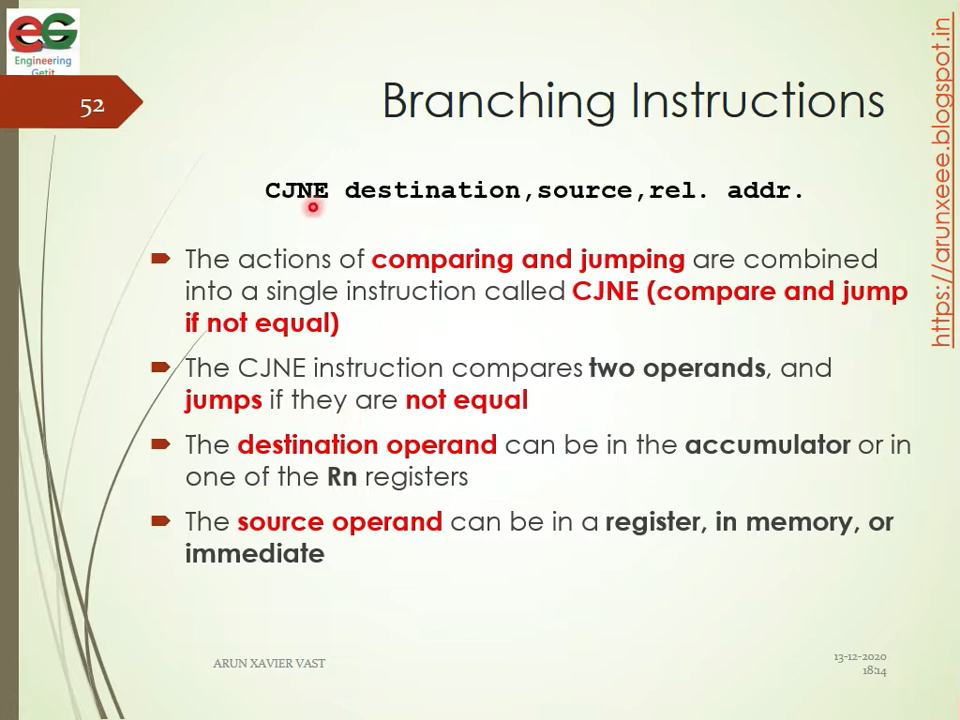 eG
Engineering
Getit
52
Branching Instructions
CJNE destination,source,rel. addr.
The actions of comparing and jumping are combined
into a single instruction called CJNE (compare and jump
if not equal)
The CJNE instruction compares two operands, and
jumps if they are not equal
The destination operand can be in the accumulator or in
one of the Rn registers
The source operand can be in a register, in memory, or
immediate
https://arunxeee.blogspot.in
ARUN XAVIER VAST
13-12-2020
18:14